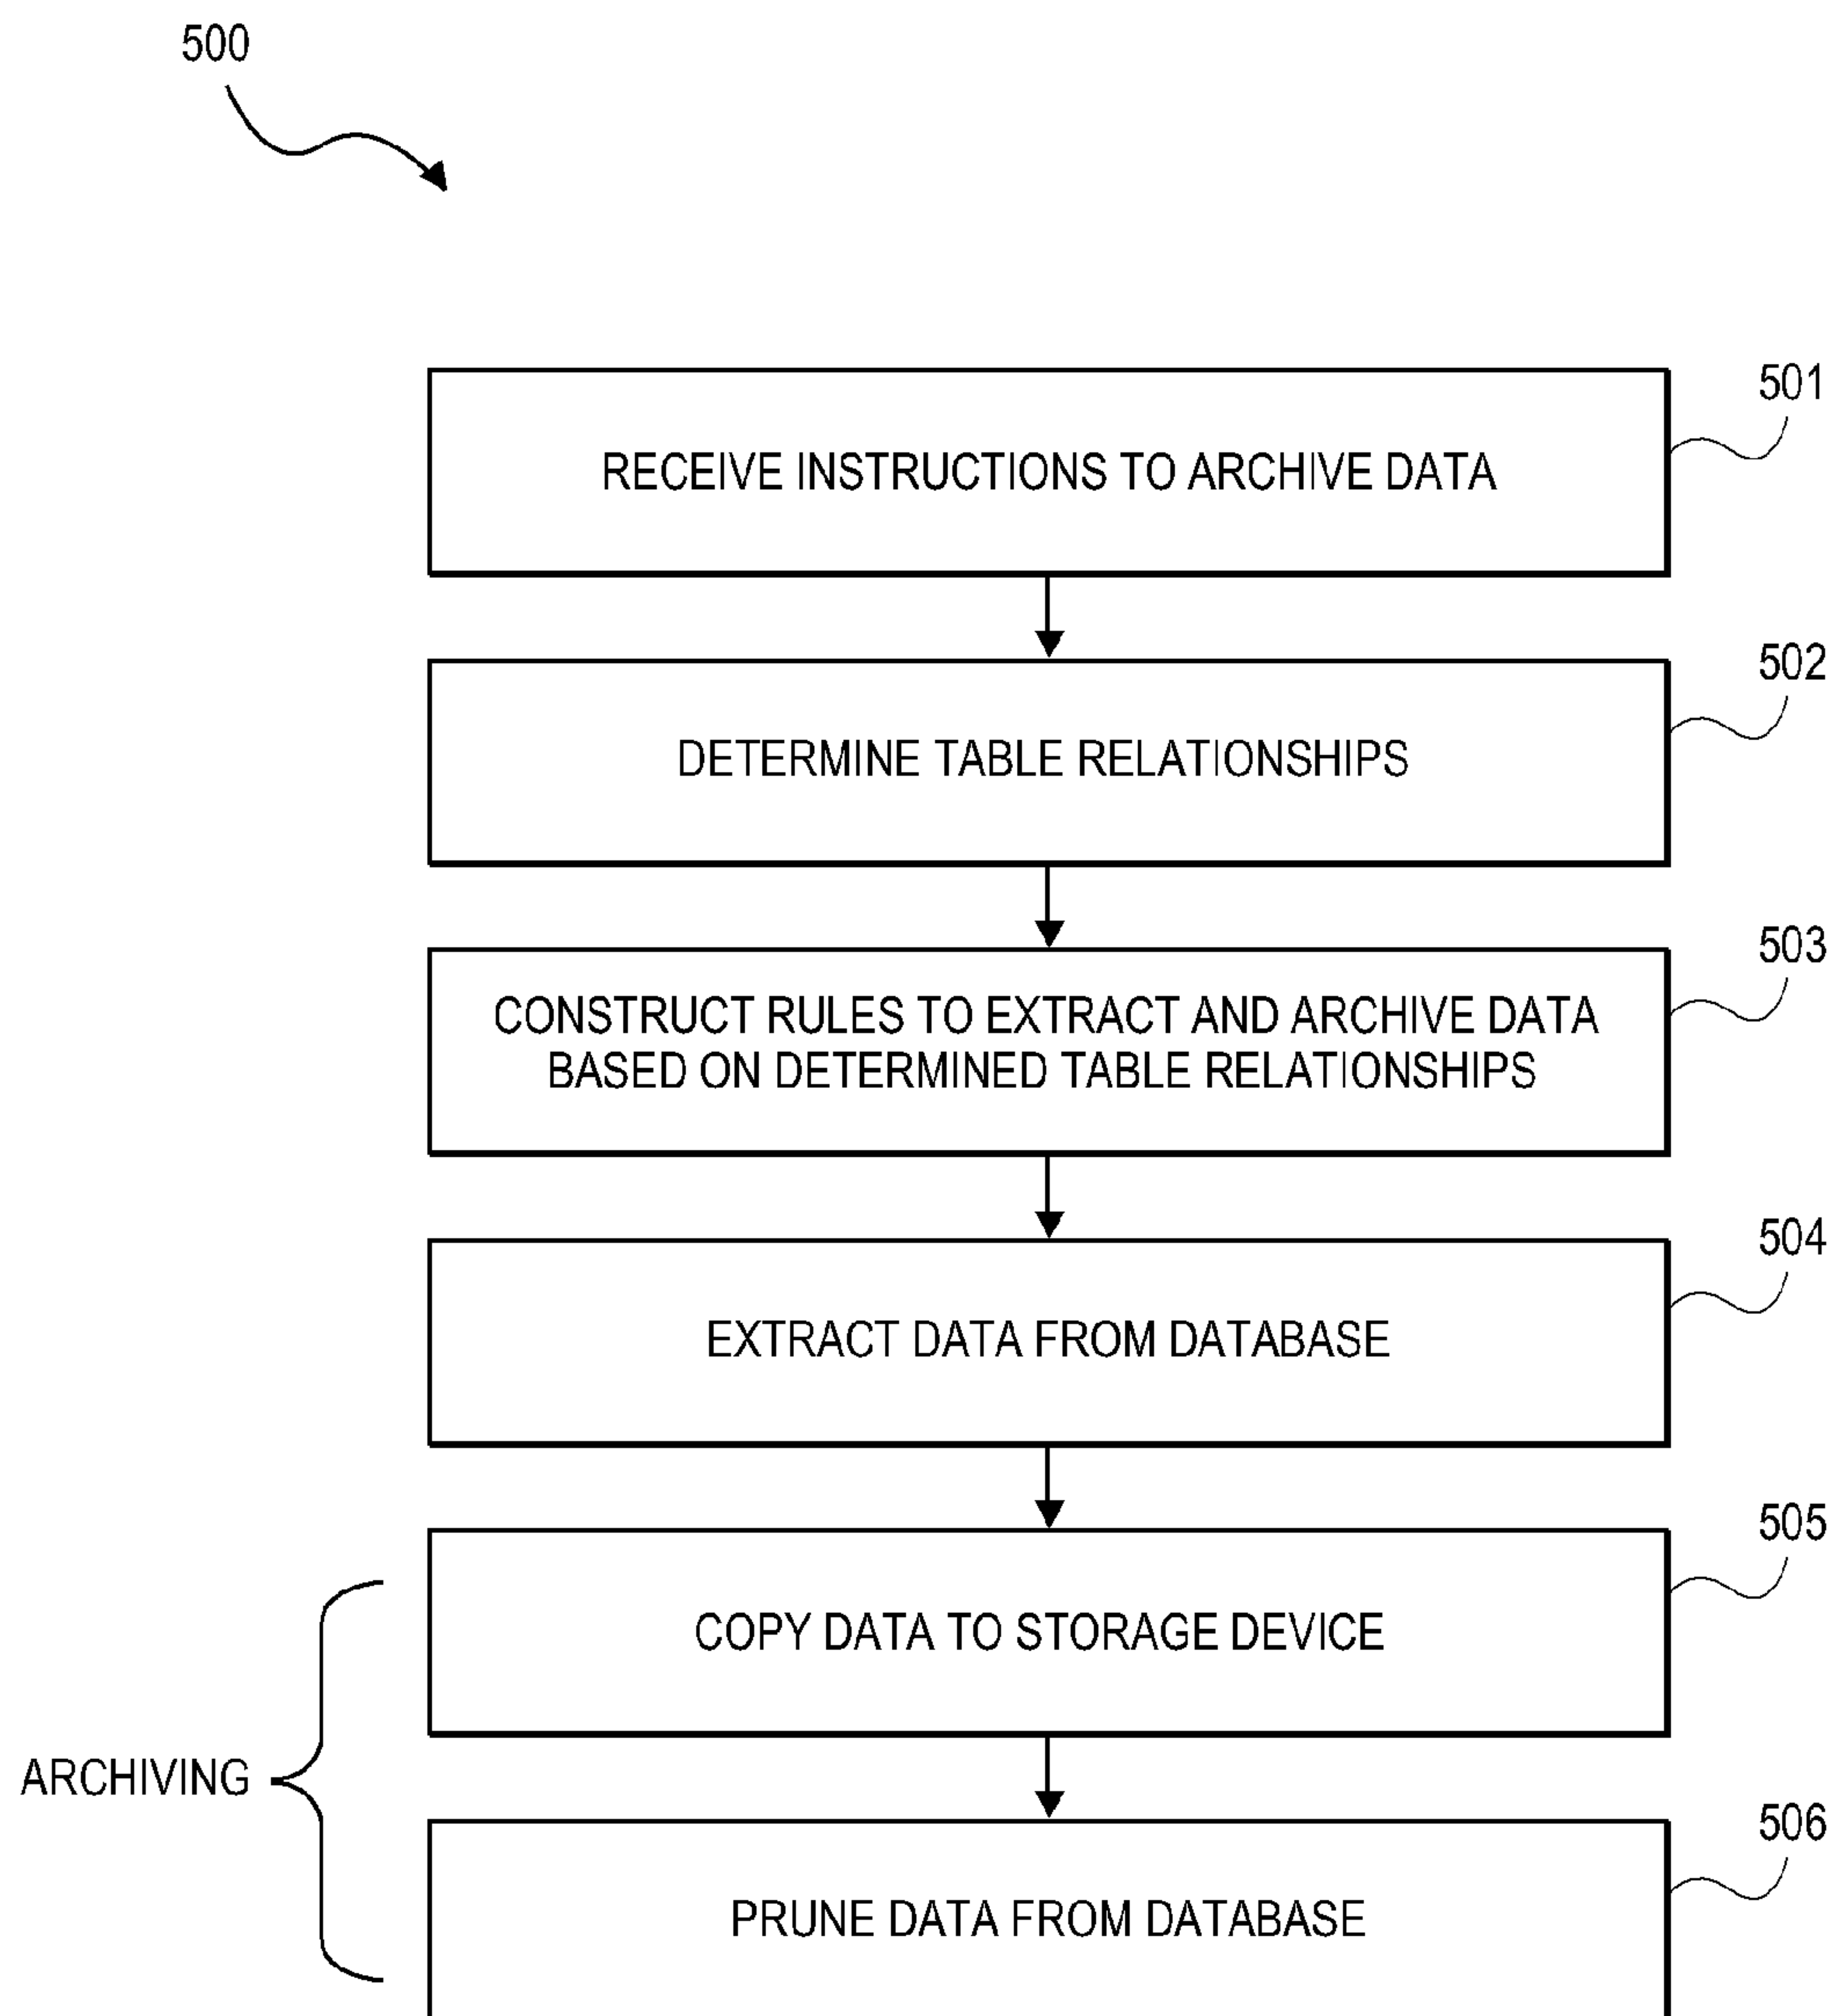 500
501
RECEIVE INSTRUCTIONS TO ARCHIVE DATA
502
DETERMINE TABLE RELATIONSHIPS
503
CONSTRUCT RULES TO EXTRACT AND ARCHIVE DATA
BASED ON DETERMINED TABLE RELATIONSHIPS
504
EXTRACT DATA FROM DATABASE
505
COPY DATA TO STORAGE DEVICE
ARCHIVING
506
PRUNE DATA FROM DATABASE